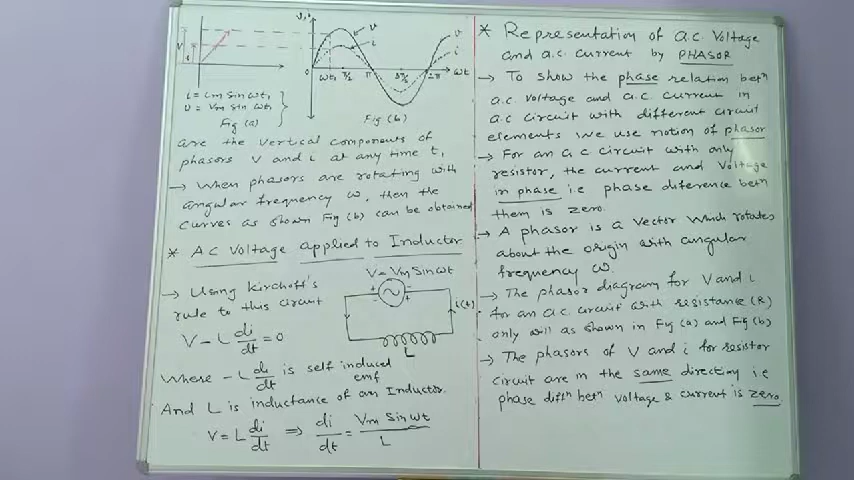 * Representation of a.c. Voltage
and a.c. current by PHASOR
→ To show the phase relation betn
a.c. voltage and a.c. current in
a.c circuit with different circuit
elements we use notion of phasor
→ For an a.c circuit with only
resistor, the current and voltage
in phase i.e phase diference betn
them is zero.
→ A phasor is a vector which rotates
about the origin with angular
frequency ω.
→ The phasor diagram for V and i
for an a.c. circuit with resistance (R)
only will as shown in Fig (a) and Fig (b)
→ The phasors of V and i for resistor
circuit are in the same direction i.e
phase diffn betn voltage & current is zero.
V
i
i = im Sin ωt,
v = Vm Sin ωt,
Fig (a)
v, i
v
i
v
i
0 ωt, π/2 π 3π/2 2π ωt
Fig (b)
are the vertical components of
phasors V and i at any time t,
→ When phasors are rotating with
angular frequency ω, then the
curves as shown Fig (b) can be obtained
* AC Voltage applied to Inductor
→ Using Kirchoff's
rule to this circuit
V - L di/dt = 0
V = Vm Sin ωt
+ -
- +
i(t)
L
Where - L di/dt is self induced
emf
And L is inductance of an Inductor.
V = L di/dt ⇒ di/dt = Vm Sin ωt / L